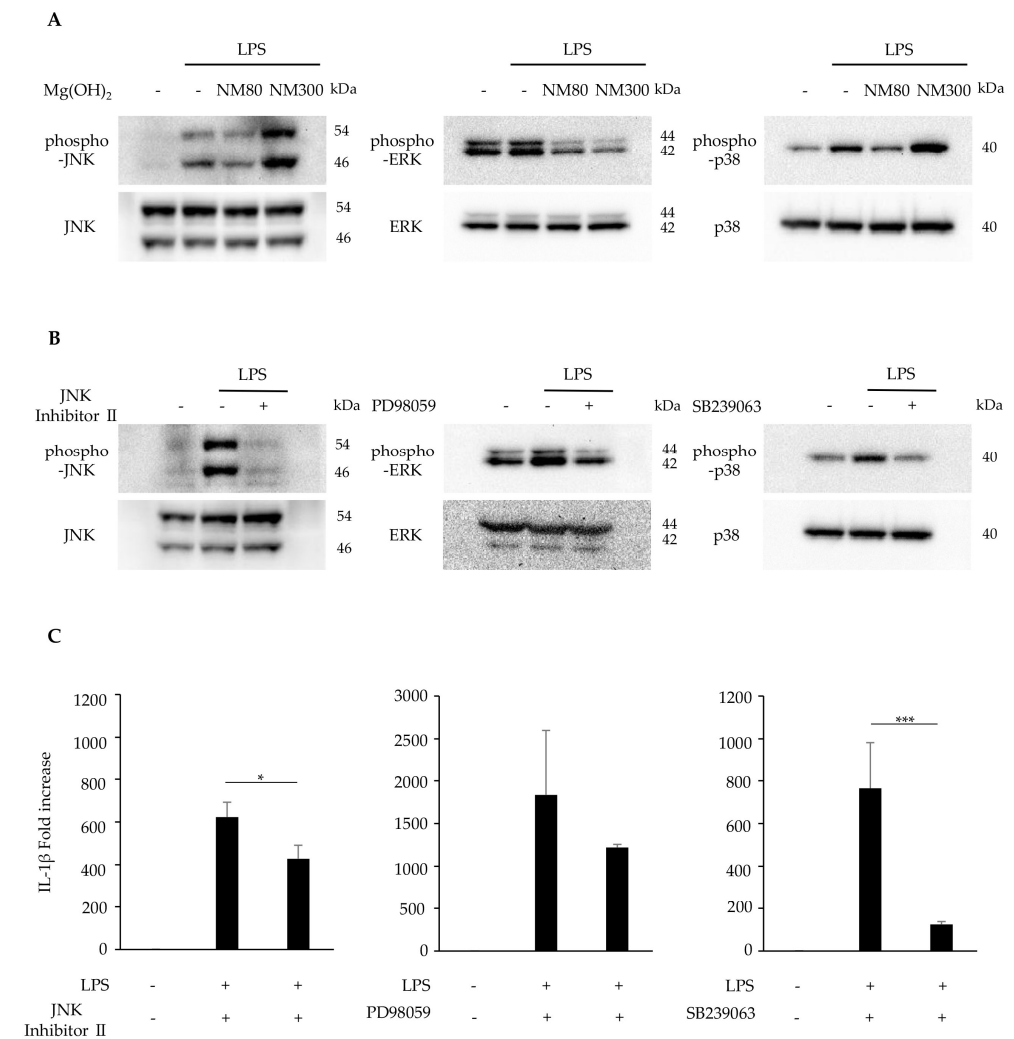 A
LPS LPS LPS
Mg(OH)2 - - NM80 NM300 kDa - - NM80 NM300 kDa - - NM80 NM300 kDa
phospho-JNK 54 46 phospho-ERK 44 42 phospho-p38 40
JNK 54 46 ERK 44 42 p38 40
B
LPS LPS LPS
JNK Inhibitor II - - + kDa PD98059 - - + kDa SB239063 - - + kDa
phospho-JNK 54 46 phospho-ERK 44 42 phospho-p38 40
JNK 54 46 ERK 44 42 p38 40
C
IL-1β Fold increase
1200
1000
800
600
400
200
0
*
LPS - + +
JNK
Inhibitor II - + +
3000
2500
2000
1500
1000
500
0
LPS - + +
PD98059 - + +
1200
1000
800
600
400
200
0
***
LPS - + +
SB239063 - + +